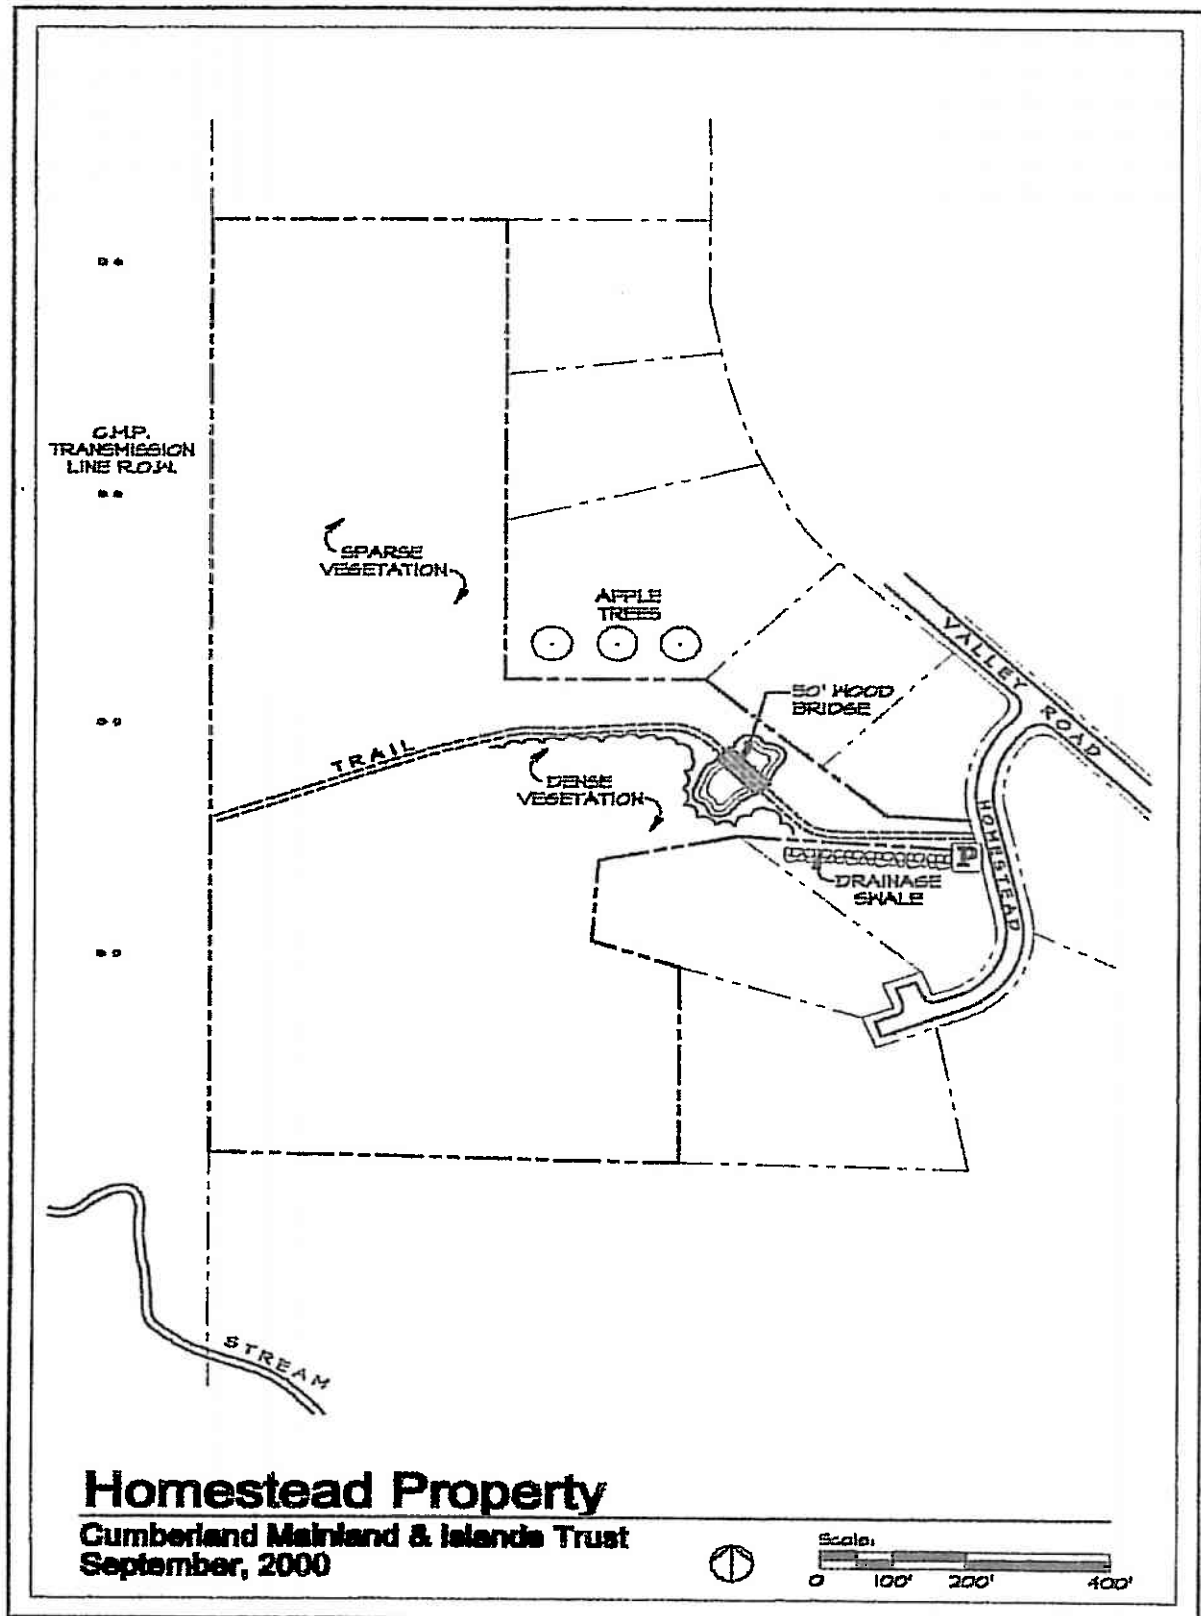 C.M.P.
TRANSMISSION
LINE R.O.W.
SPARSE
VEGETATION
APPLE
TREES
VALLEY ROAD
50' WOOD
BRIDGE
TRAIL
DENSE
VEGETATION
HOMESTEAD
P
DRAINAGE
SWALE
STREAM
Homestead Property
Cumberland Mainland & Islands Trust
September, 2000
Scale:
0 100' 200' 400'